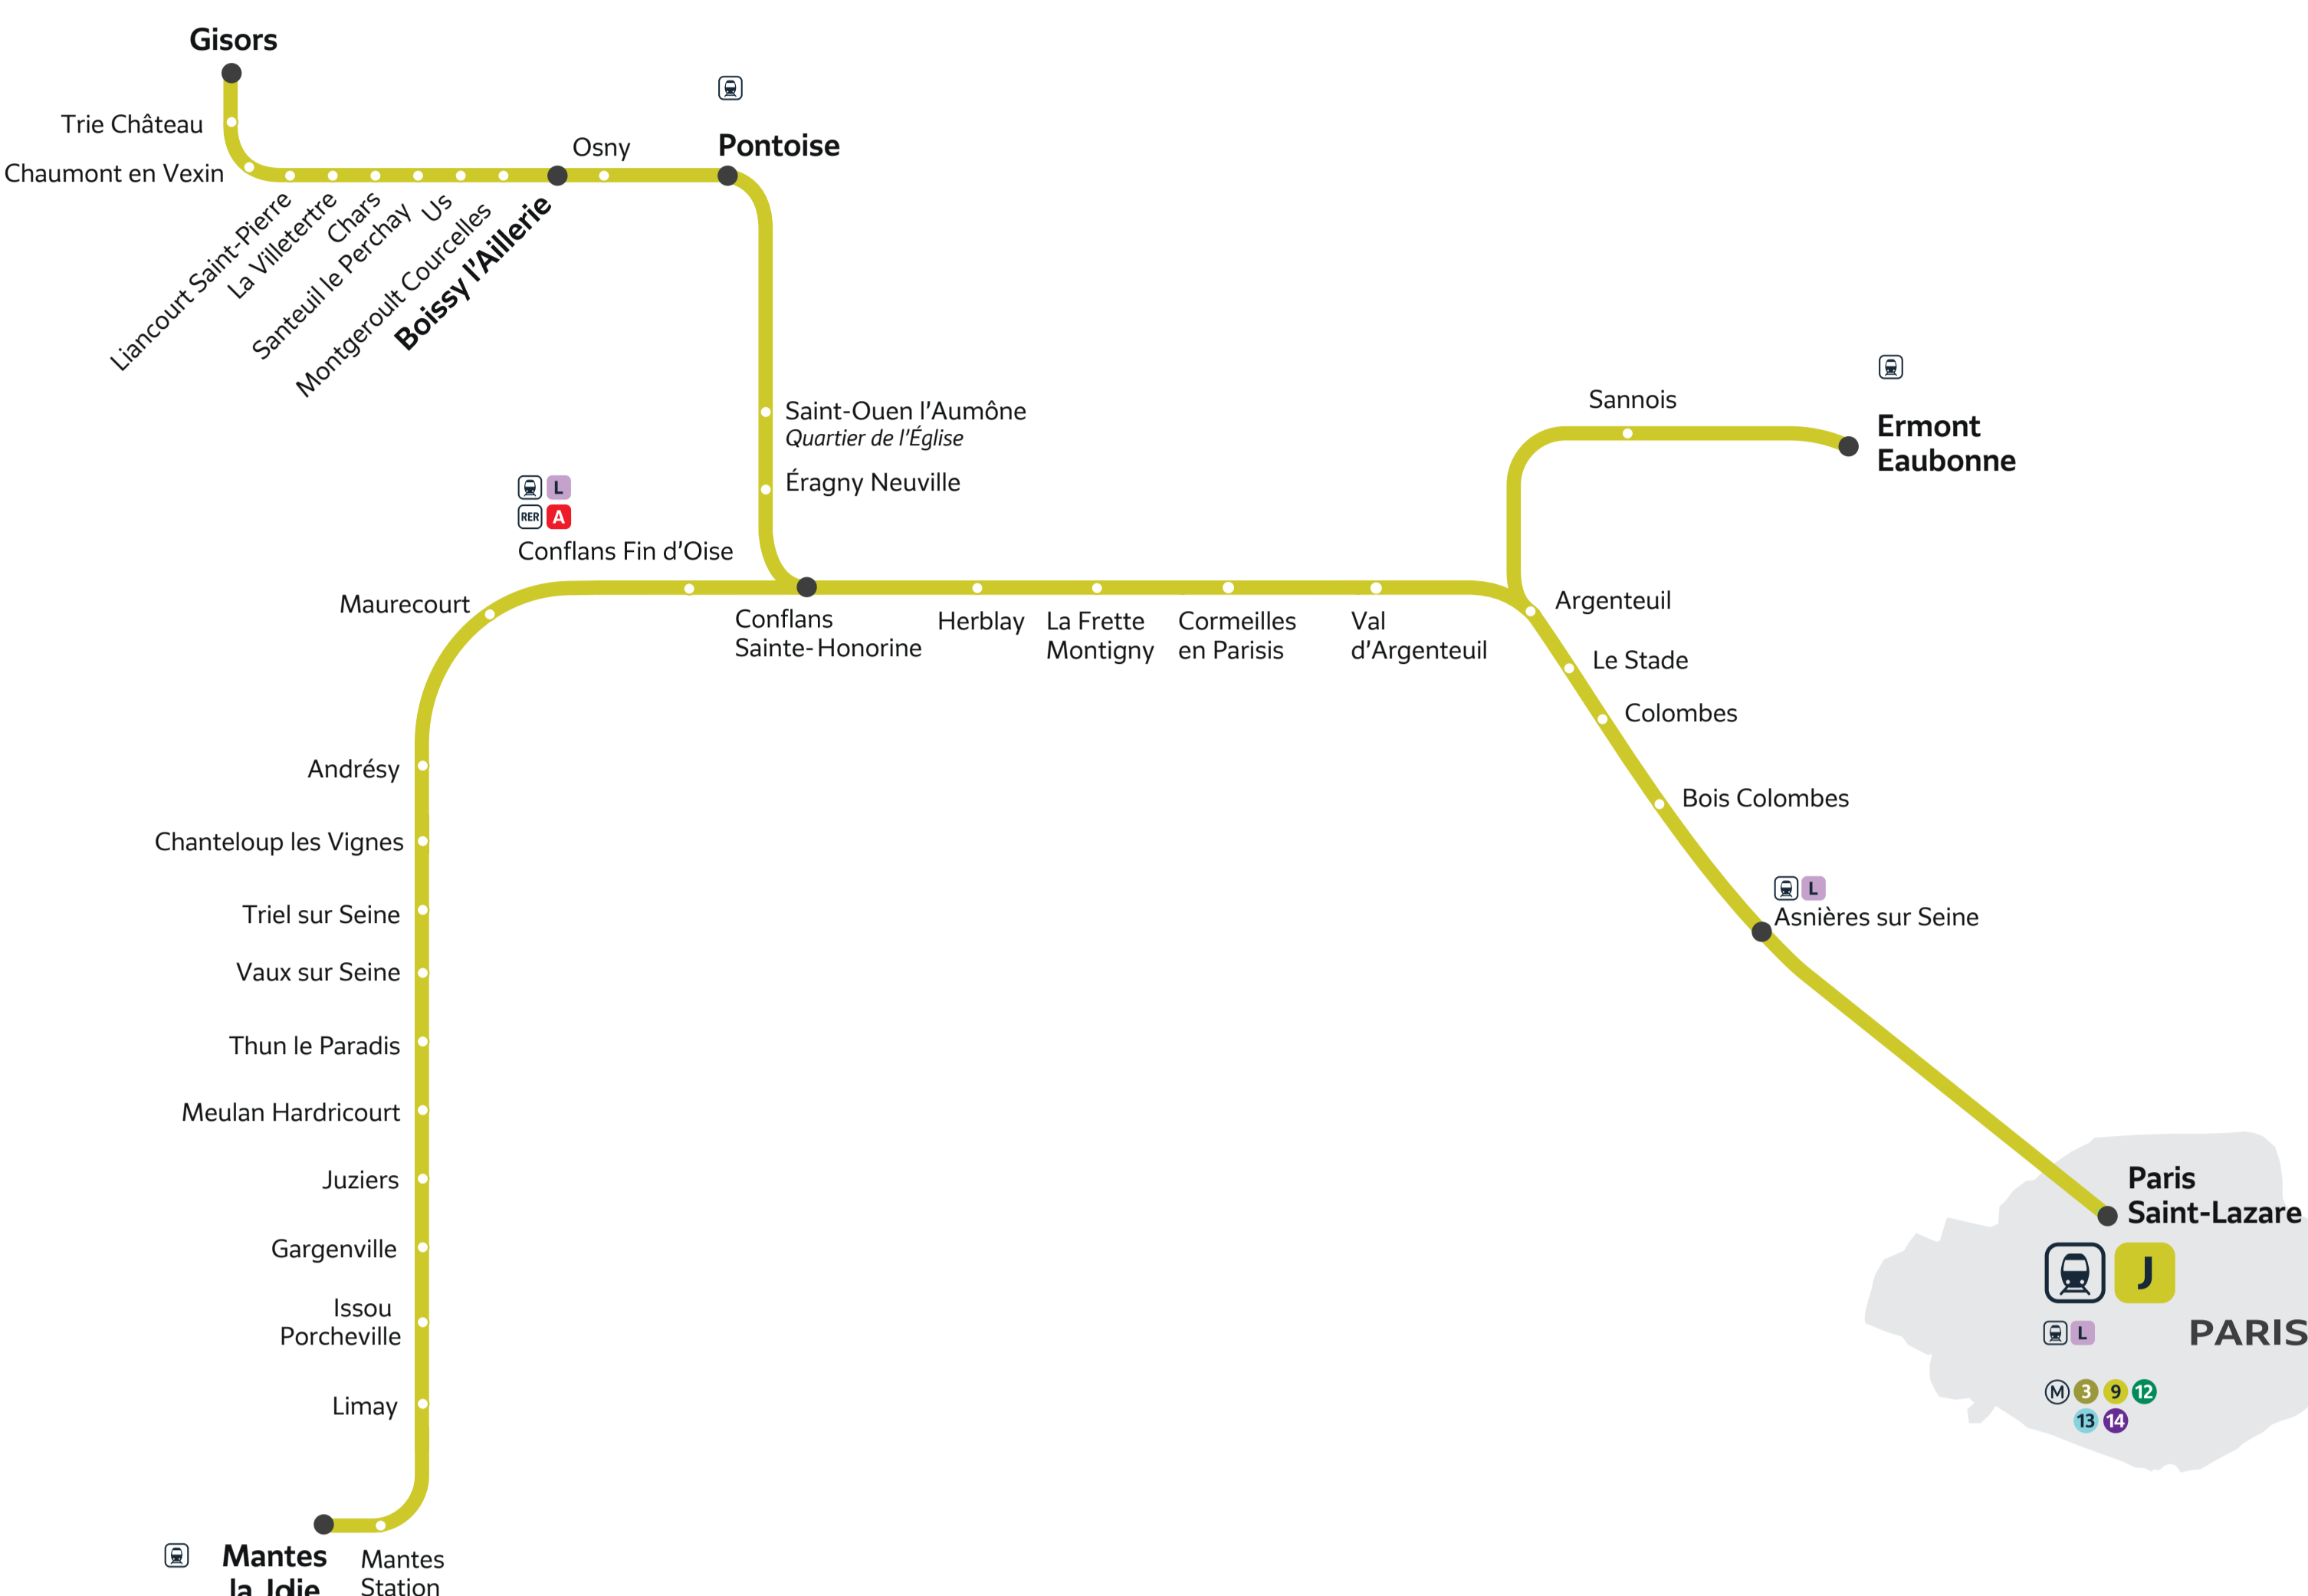 Gisors
Trie Château
Chaumont en Vexin
Liancourt Saint-Pierre
La Villetertre
Chars
Santeuil le Perchay
Us
Montgeroult Courcelles
Boissy l’Aillerie
Osny
Pontoise
Saint-Ouen l’Aumône
Quartier de l’Église
Éragny Neuville
L
RER A
Conflans Fin d’Oise
Maurecourt
Conflans
Sainte-Honorine
Herblay
La Frette
Montigny
Cormeilles
en Parisis
Val
d’Argenteuil
Sannois
Ermont
Eaubonne
Argenteuil
Le Stade
Colombes
Bois Colombes
L
Asnières sur Seine
Andrésy
Chanteloup les Vignes
Triel sur Seine
Vaux sur Seine
Thun le Paradis
Meulan Hardricourt
Juziers
Gargenville
Issou
Porcheville
Limay
Mantes
la Jolie
Mantes
Station
Paris
Saint-Lazare
J
L
PARIS
M 3 9 12
13 14